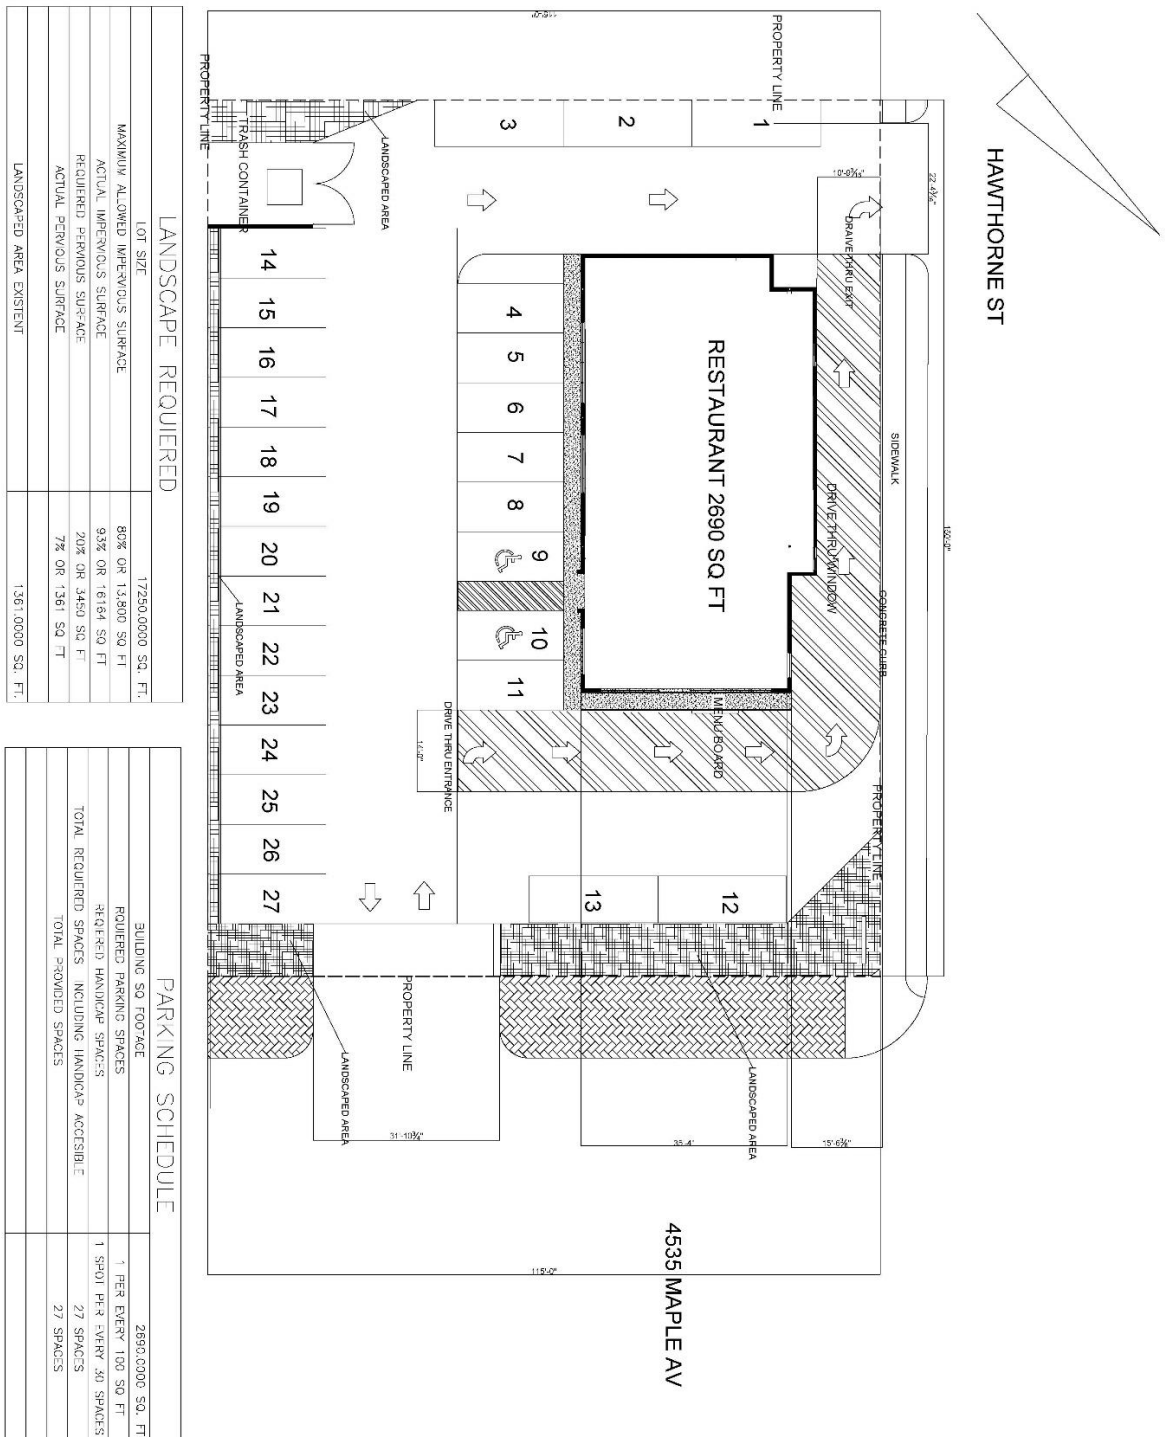 HAWTHORNE ST
4535 MAPLE AV
115'-0"
PROPERTY LINE
PROPERTY LINE
TRASH CONTAINER
LANDSCAPED AREA
3
2
1
22'-4 3/16"
10'-8 3/16"
DRAIVE THRU EXIT
SIDEWALK
150'-0"
DRIVE THRU WINDOW
CONCRETE CURB
RESTAURANT 2690 SQ FT
MENU BOARD
14
15
16
17
18
19
20
21
22
23
24
25
26
27
4
5
6
7
8
9
10
11
LANDSCAPED AREA
DRIVE THRU ENTRANCE
14'-0"
13
12
PROPERTY LINE
PROPERTY LINE
LANDSCAPED AREA
LANDSCAPED AREA
35'-4"
115'-0"
LANDSCAPE REQUIERED
LOT SIZE 17250.0000 SQ. FT.
MAXIMUM ALLOWED IMPERVIOUS SURFACE 80% OR 13,800 SQ FT
ACTUAL IMPERVIOUS SURFACE 93% OR 16164 SQ FT
REQUIERED PERVIOUS SURFACE 20% OR 3450 SQ FT
ACTUAL PERVIOUS SURFACE 7% OR 1361 SQ FT
LANDSCAPED AREA EXISTENT 1361.0000 SQ. FT.
PARKING SCHEDULE
BUILDING SQ FOOTAGE 2690.0000 SQ. FT
RQUIERED PARKING SPACES 1 PER EVERY 100 SQ FT
REQIERED HANDICAP SPACES 1 SPOT PER EVERY 30 SPACES
TOTAL REQUIERED SPACES INCLUDING HANDICAP ACCESIBLE 27 SPACES
TOTAL PROVIDED SPACES 27 SPACES